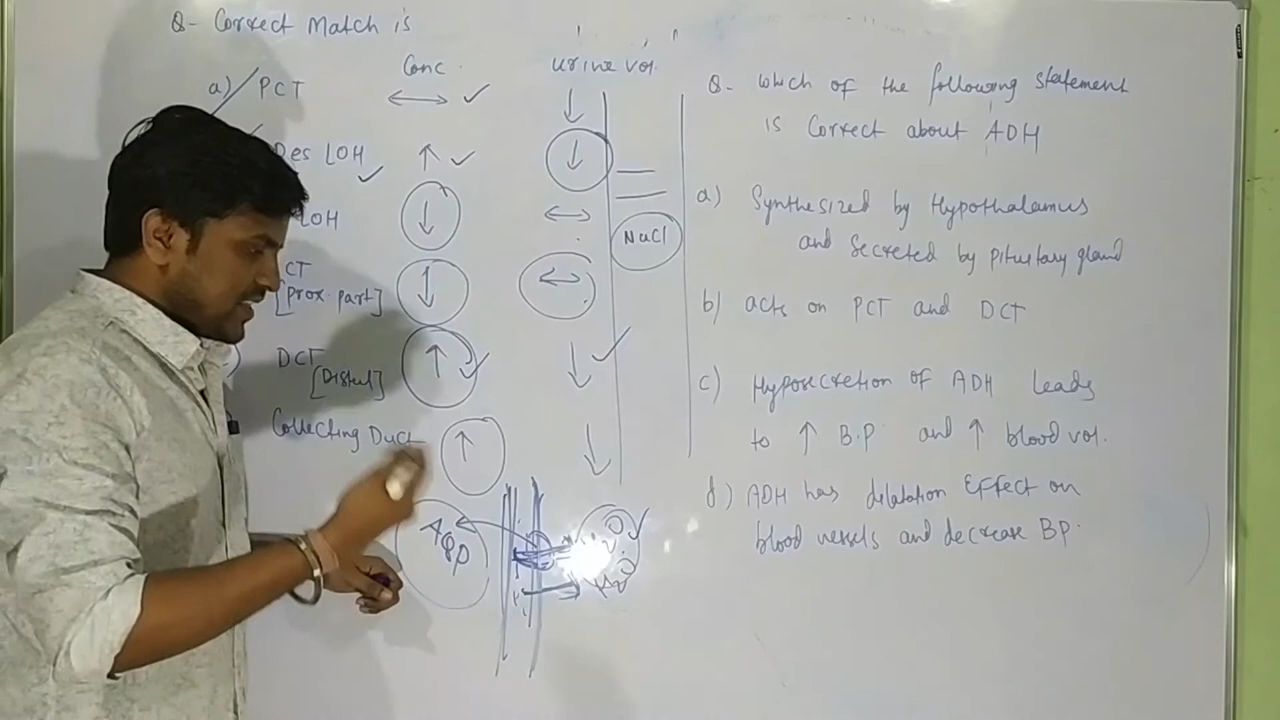 Q- Correct Match is
Conc. urine vol.
a) PCT
Des LOH
LOH
CT
[prox. part]
NaCl
DCT
[Distal]
Collecting Duct
Aqp
Q- which of the following statement
is correct about ADH
a) Synthesized by Hypothalamus
and secreted by pituitary gland
b) acts on PCT and DCT
c) Hyposecretion of ADH Leads
to ↑ B.P and ↑ blood vol.
d) ADH has dilatation Effect on
blood vessels and decrease BP.